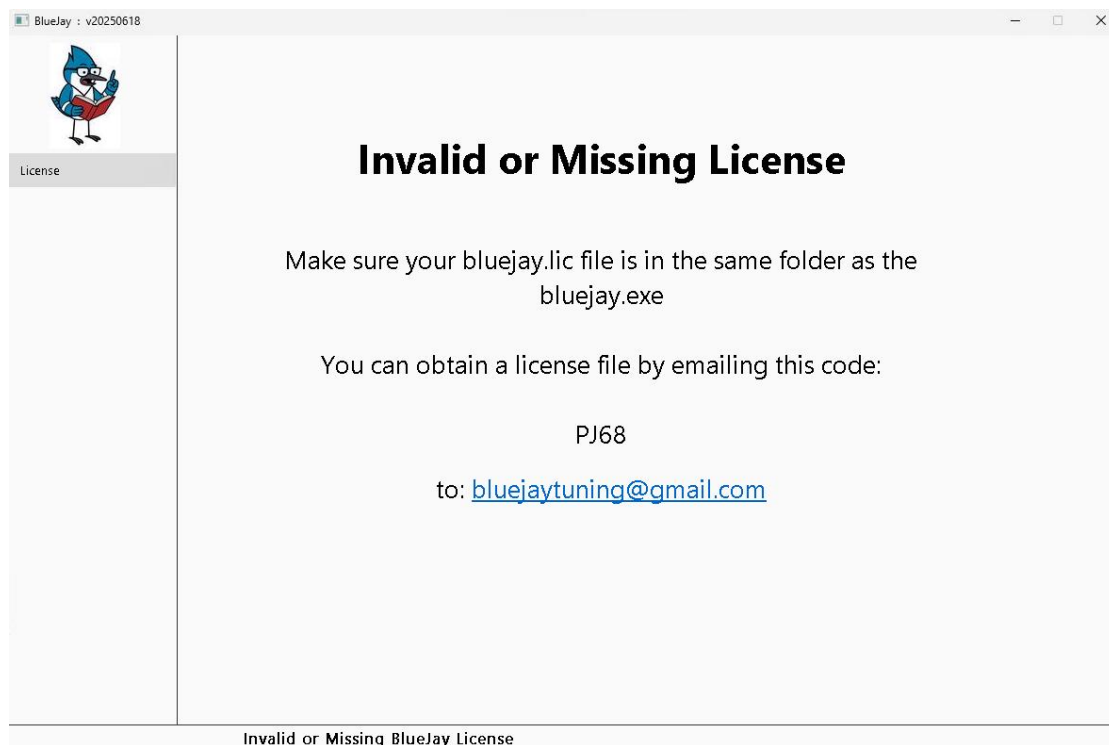 BlueJay : v20250618
License
Invalid or Missing License
Make sure your bluejay.lic file is in the same folder as the
bluejay.exe
You can obtain a license file by emailing this code:
PJ68
to: bluejaytuning@gmail.com
Invalid or Missing BlueJay License